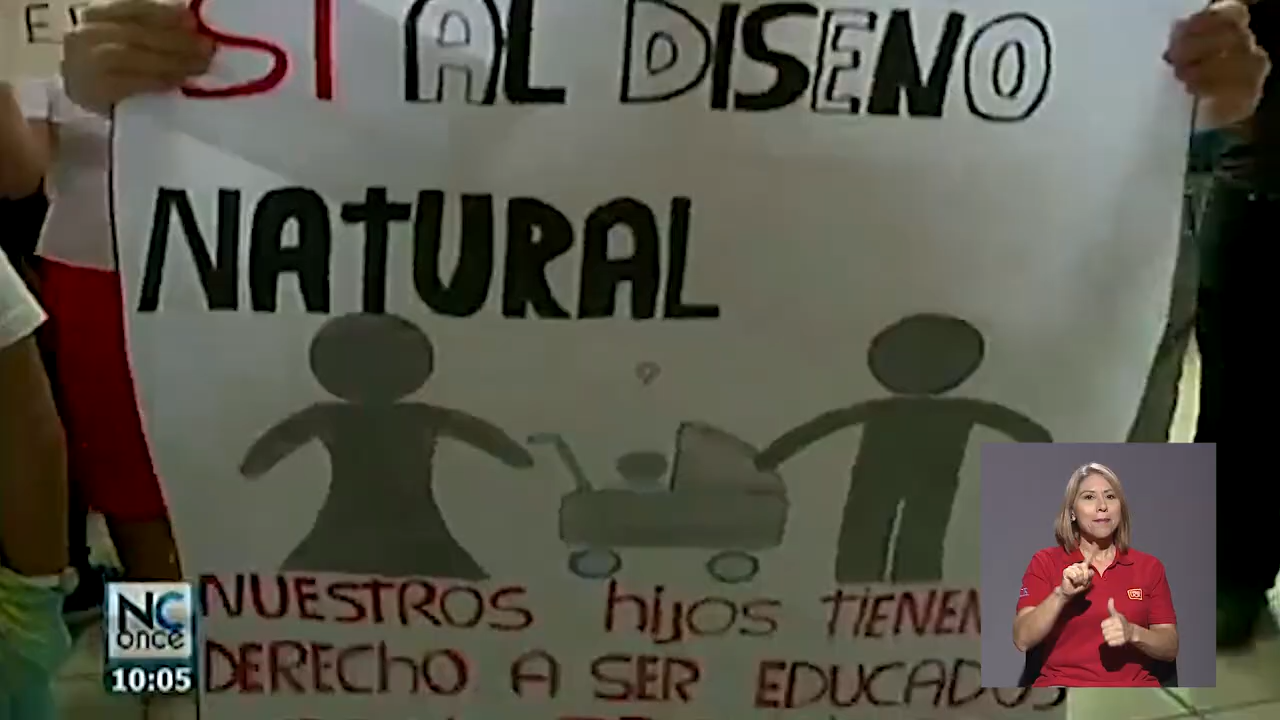 SI AL DISENO
NATURAL
NUESTROS hijos TIENEN
DERECHO A SER EDUCADOS
NC
once
10:05